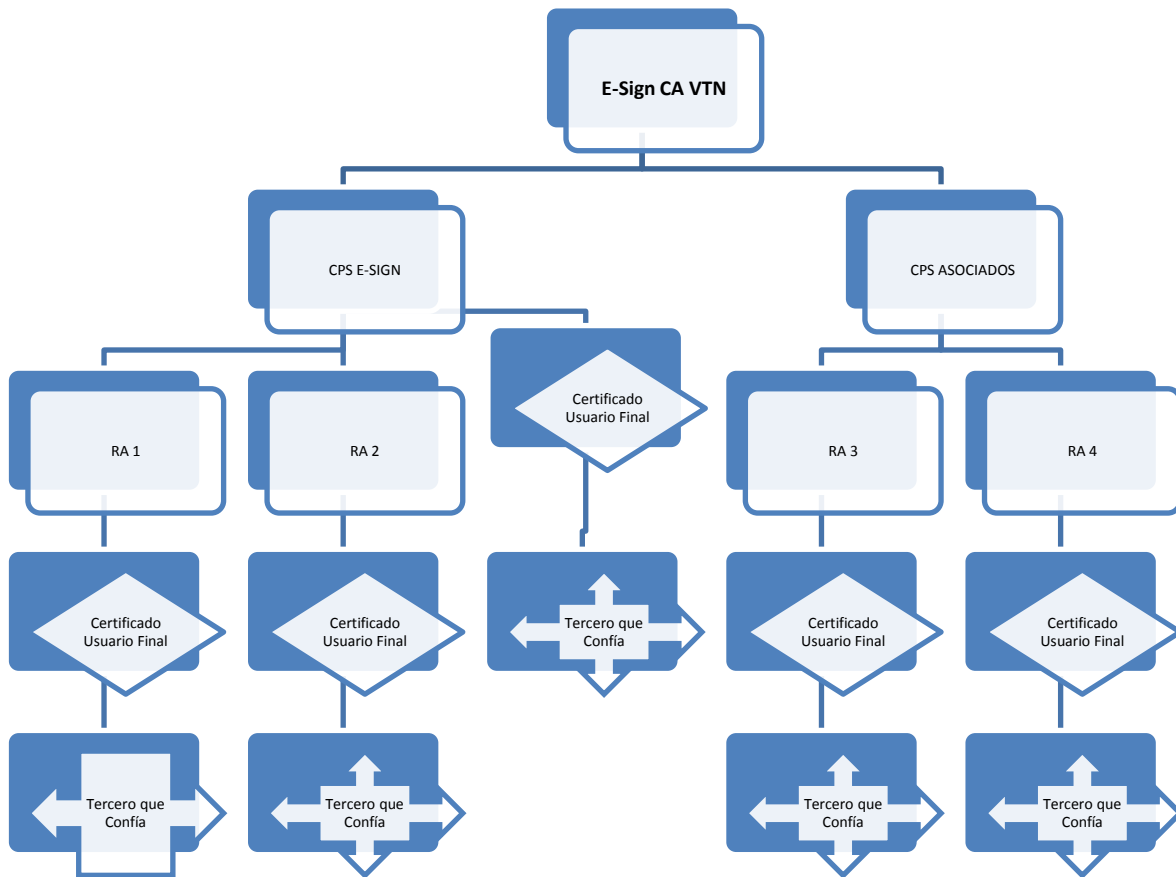 E-Sign CA VTN
CPS E-SIGN
CPS ASOCIADOS
Certificado
Usuario Final
RA 1
RA 2
RA 3
RA 4
Certificado
Usuario Final
Certificado
Usuario Final
Tercero que
Confía
Certificado
Usuario Final
Certificado
Usuario Final
Tercero que
Confía
Tercero que
Confía
Tercero que
Confía
Tercero que
Confía